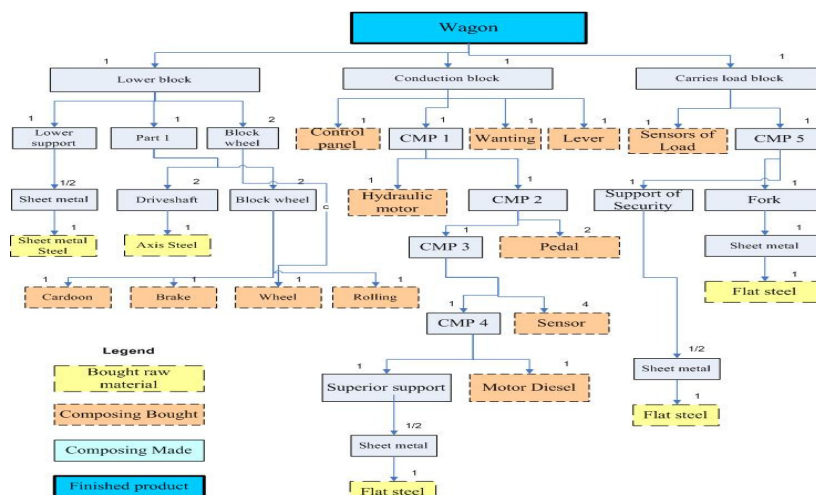 Wagon
1
1
1
Lower block
Conduction block
Carries load block
1
1
2
1
1
1
1
1
1
Lower
support
Part 1
Block
wheel
Control
panel
CMP 1
Wanting
Lever
Sensors of
Load
CMP 5
1/2
2
2
c
1
1
1
1
Sheet metal
Driveshaft
Block wheel
Hydraulic
motor
CMP 2
Support of
Security
Fork
1
1
1
2
1
Sheet metal
Steel
Axis Steel
CMP 3
Pedal
Sheet metal
1
1
1
1
1
Cardoon
Brake
Wheel
Rolling
Flat steel
1
4
CMP 4
Sensor
Legend
Bought raw
material
1
1
1/2
Superior support
Motor Diesel
Sheet metal
Composing Bought
1/2
1
Composing Made
Sheet metal
Flat steel
1
Finished product
Flat steel